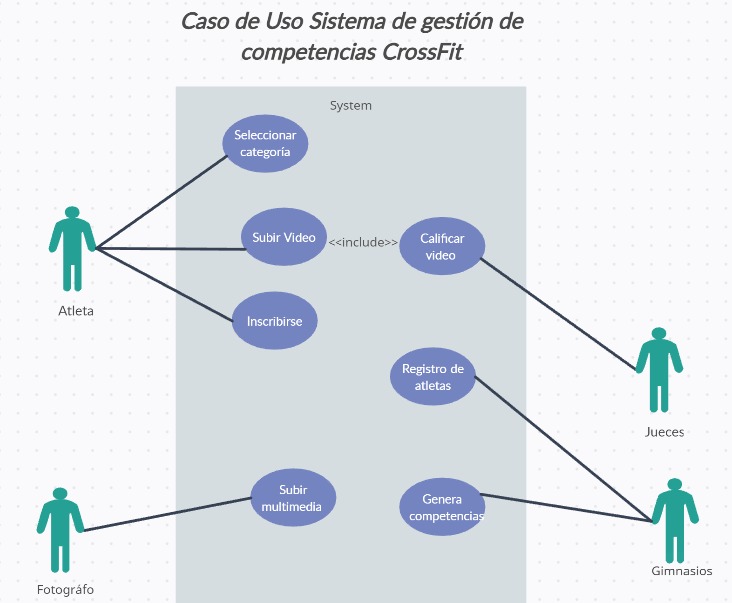 Caso de Uso Sistema de gestión de
competencias CrossFit
System
Seleccionar
categoría
Subir Video
<<include>>
Calificar
video
Atleta
Inscribirse
Registro de
atletas
Jueces
Subir
multimedia
Genera
competencias
Gimnasios
Fotográfo